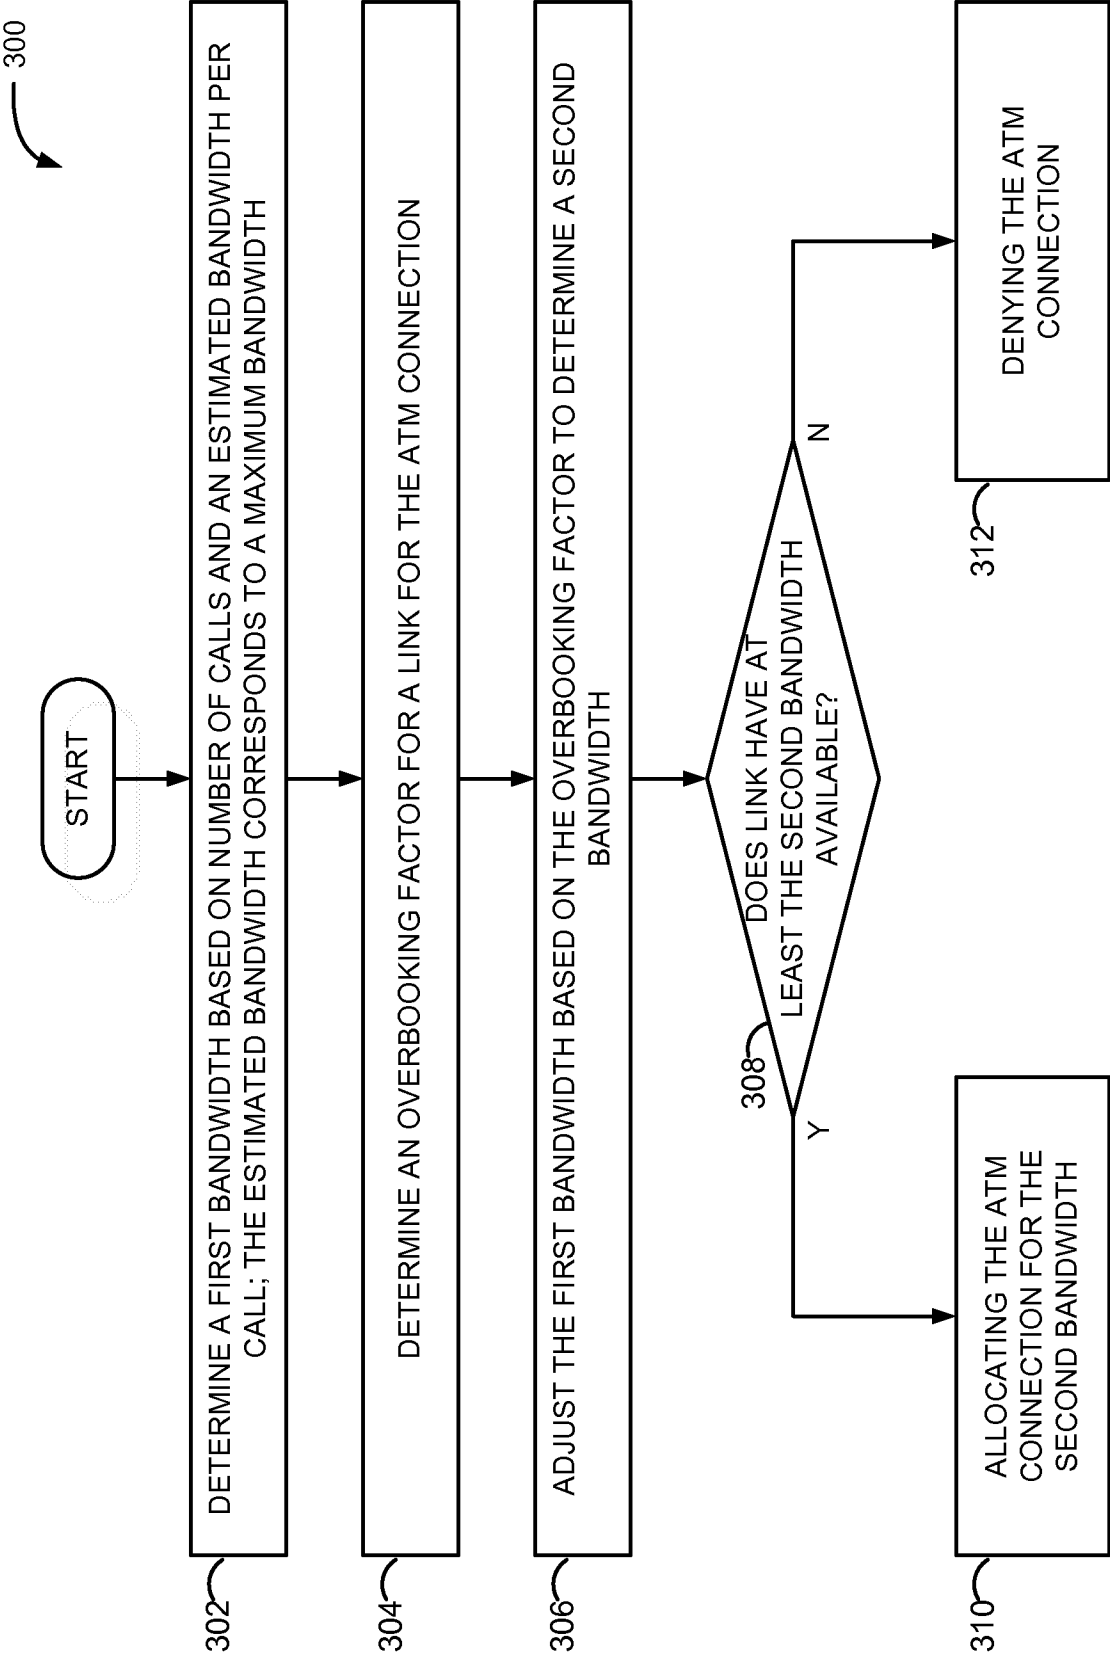 300
START
302
DETERMINE A FIRST BANDWIDTH BASED ON NUMBER OF CALLS AND AN ESTIMATED BANDWIDTH PER
CALL; THE ESTIMATED BANDWIDTH CORRESPONDS TO A MAXIMUM BANDWIDTH
304
DETERMINE AN OVERBOOKING FACTOR FOR A LINK FOR THE ATM CONNECTION
306
ADJUST THE FIRST BANDWIDTH BASED ON THE OVERBOOKING FACTOR TO DETERMINE A SECOND
BANDWIDTH
308
DOES LINK HAVE AT
LEAST THE SECOND BANDWIDTH
AVAILABLE?
Y
N
310
ALLOCATING THE ATM
CONNECTION FOR THE
SECOND BANDWIDTH
312
DENYING THE ATM
CONNECTION